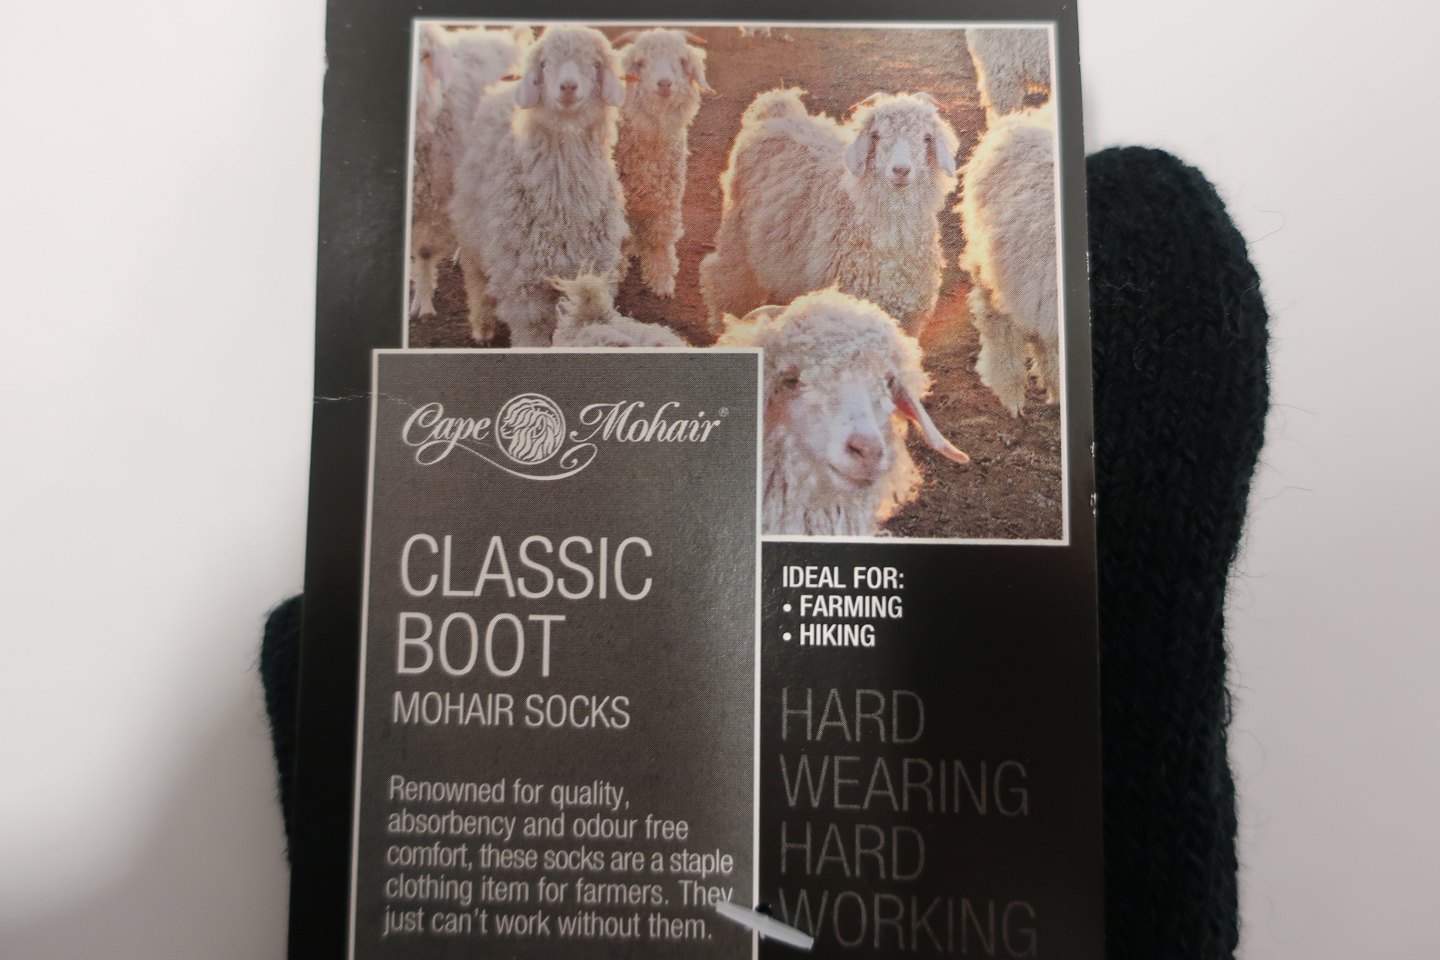 Cape Mohair®
CLASSIC
BOOT
MOHAIR SOCKS
Renowned for quality,
absorbency and odour free
comfort, these socks are a staple
clothing item for farmers. They
just can't work without them.
IDEAL FOR:
• FARMING
• HIKING
HARD
WEARING
HARD
WORKING